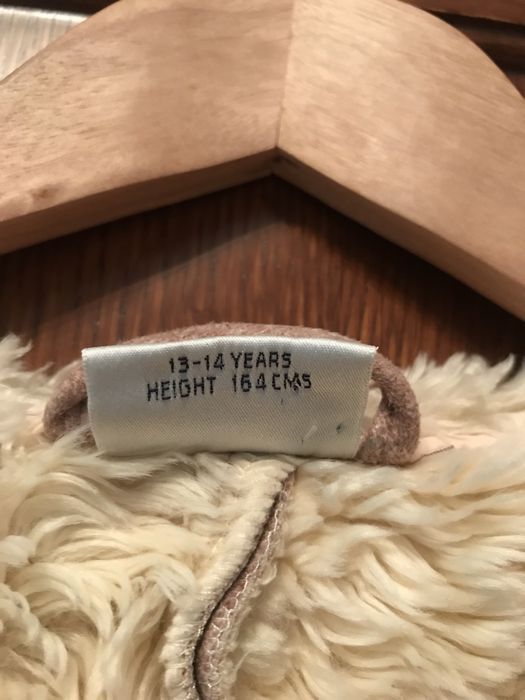 13-14 YEARS
HEIGHT 164 CMS